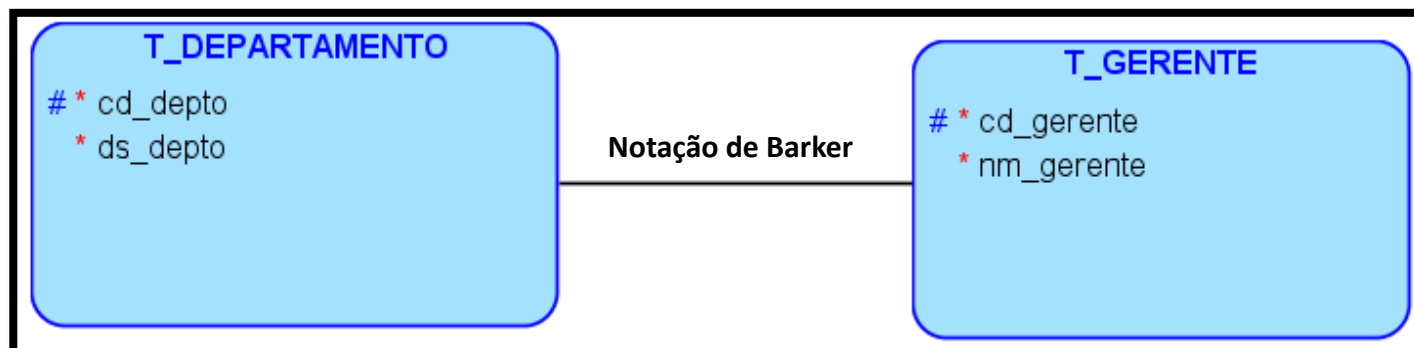 T_DEPARTAMENTO
# * cd_depto
* ds_depto
Notação de Barker
T_GERENTE
# * cd_gerente
* nm_gerente